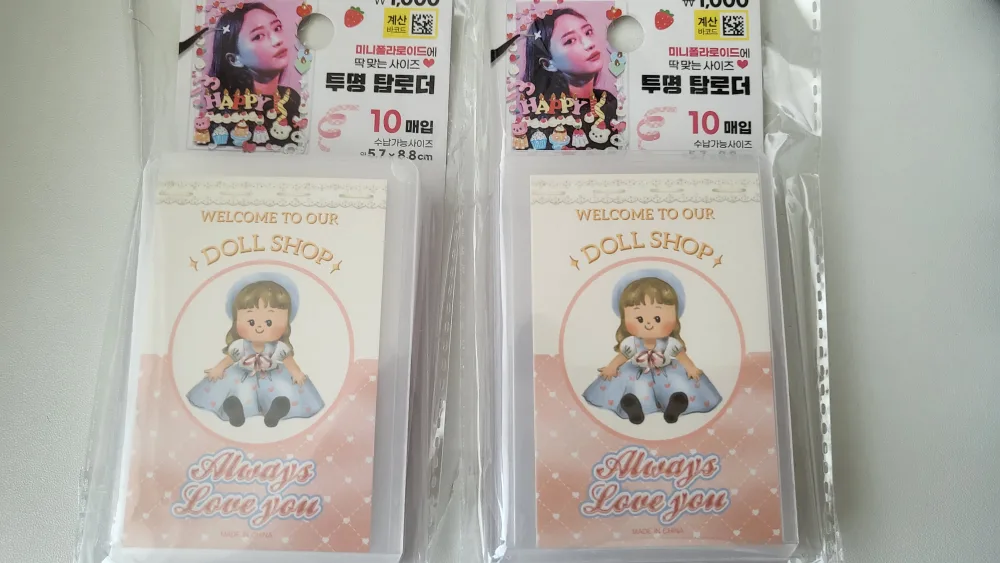 ₩1,000
계산
바코드
미니폴라로이드에
딱 맞는 사이즈
투명 탑로더
HAPPY
10 매입
수납가능사이즈
약 5.7 x 8.8cm
WELCOME TO OUR
DOLL SHOP
Always
Love you
MADE IN CHINA
₩1,000
계산
바코드
미니폴라로이드에
딱 맞는 사이즈
투명 탑로더
HAPPY
10 매입
수납가능사이즈
WELCOME TO OUR
DOLL SHOP
Always
Love you
MADE IN CHINA